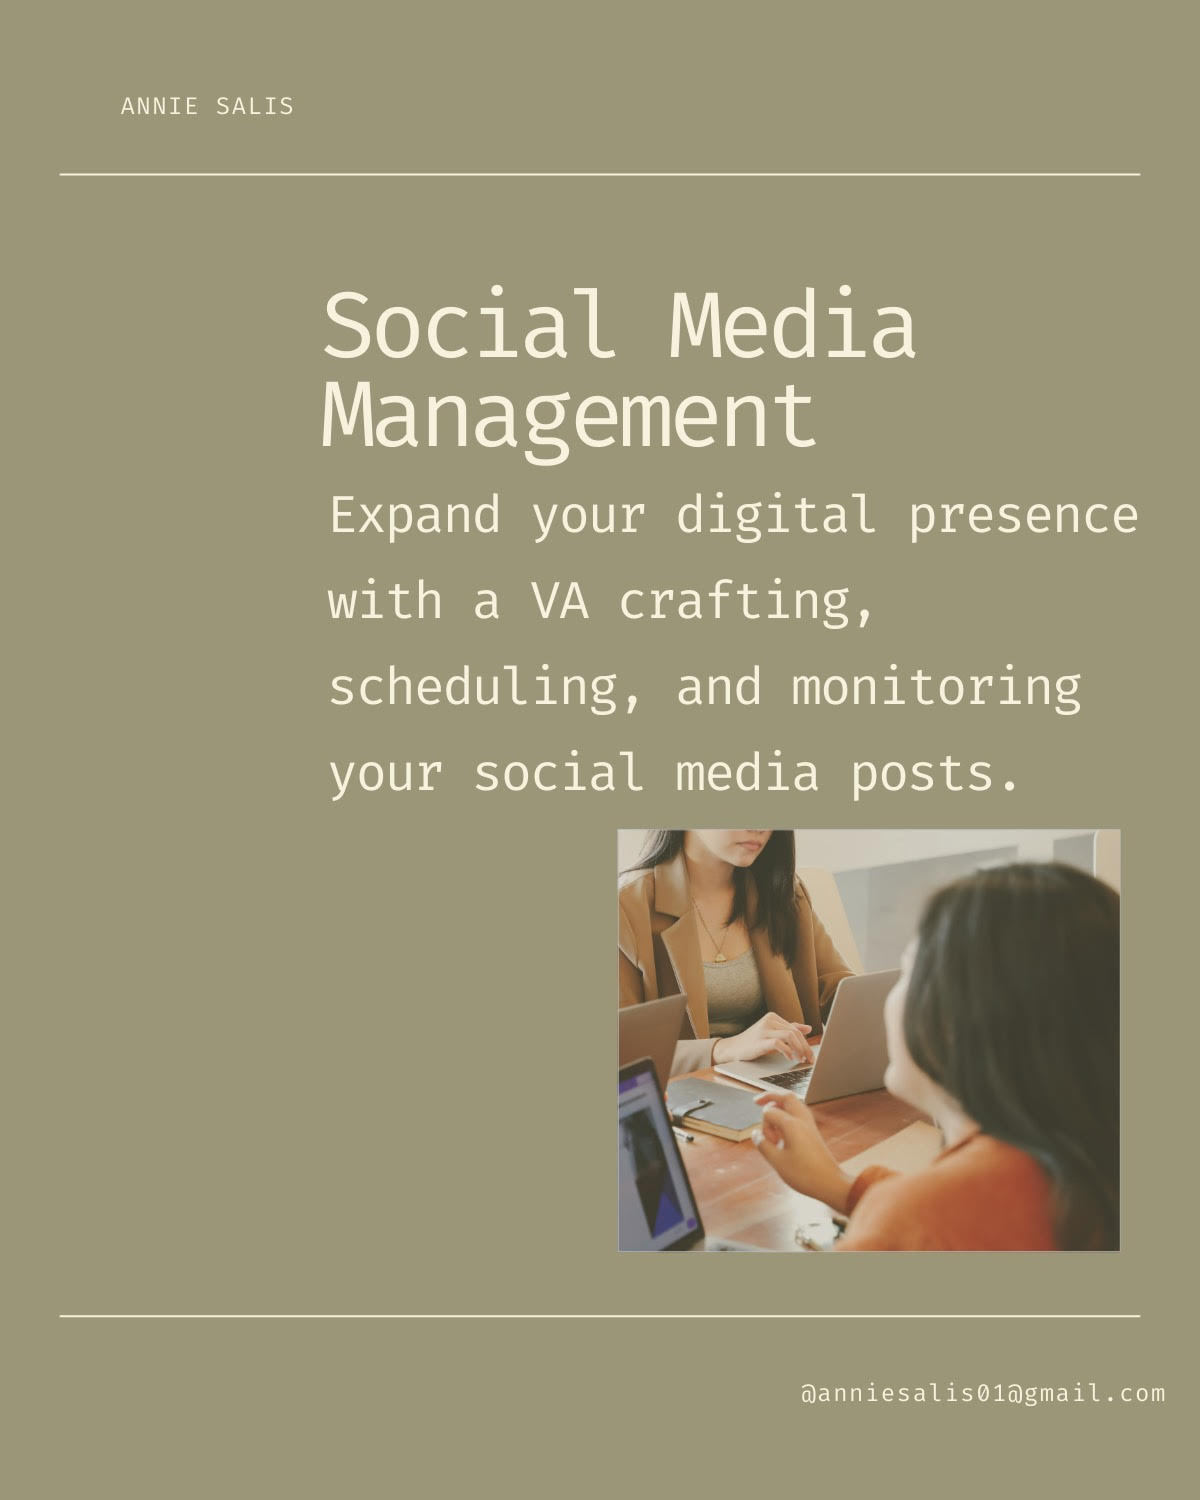 ANNIE SALIS
Social Media
Management
Expand your digital presence
with a VA crafting,
scheduling, and monitoring
your social media posts.
@anniesalis01@gmail.com